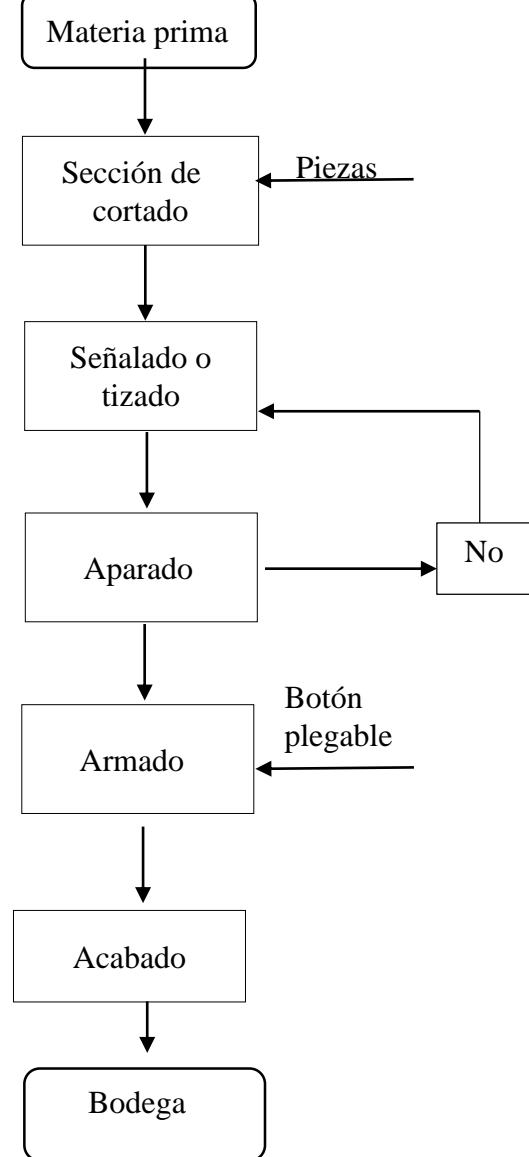 Materia prima
Sección de
cortado
Piezas
Señalado o
tizado
Aparado
No
Botón
plegable
Armado
Acabado
Bodega